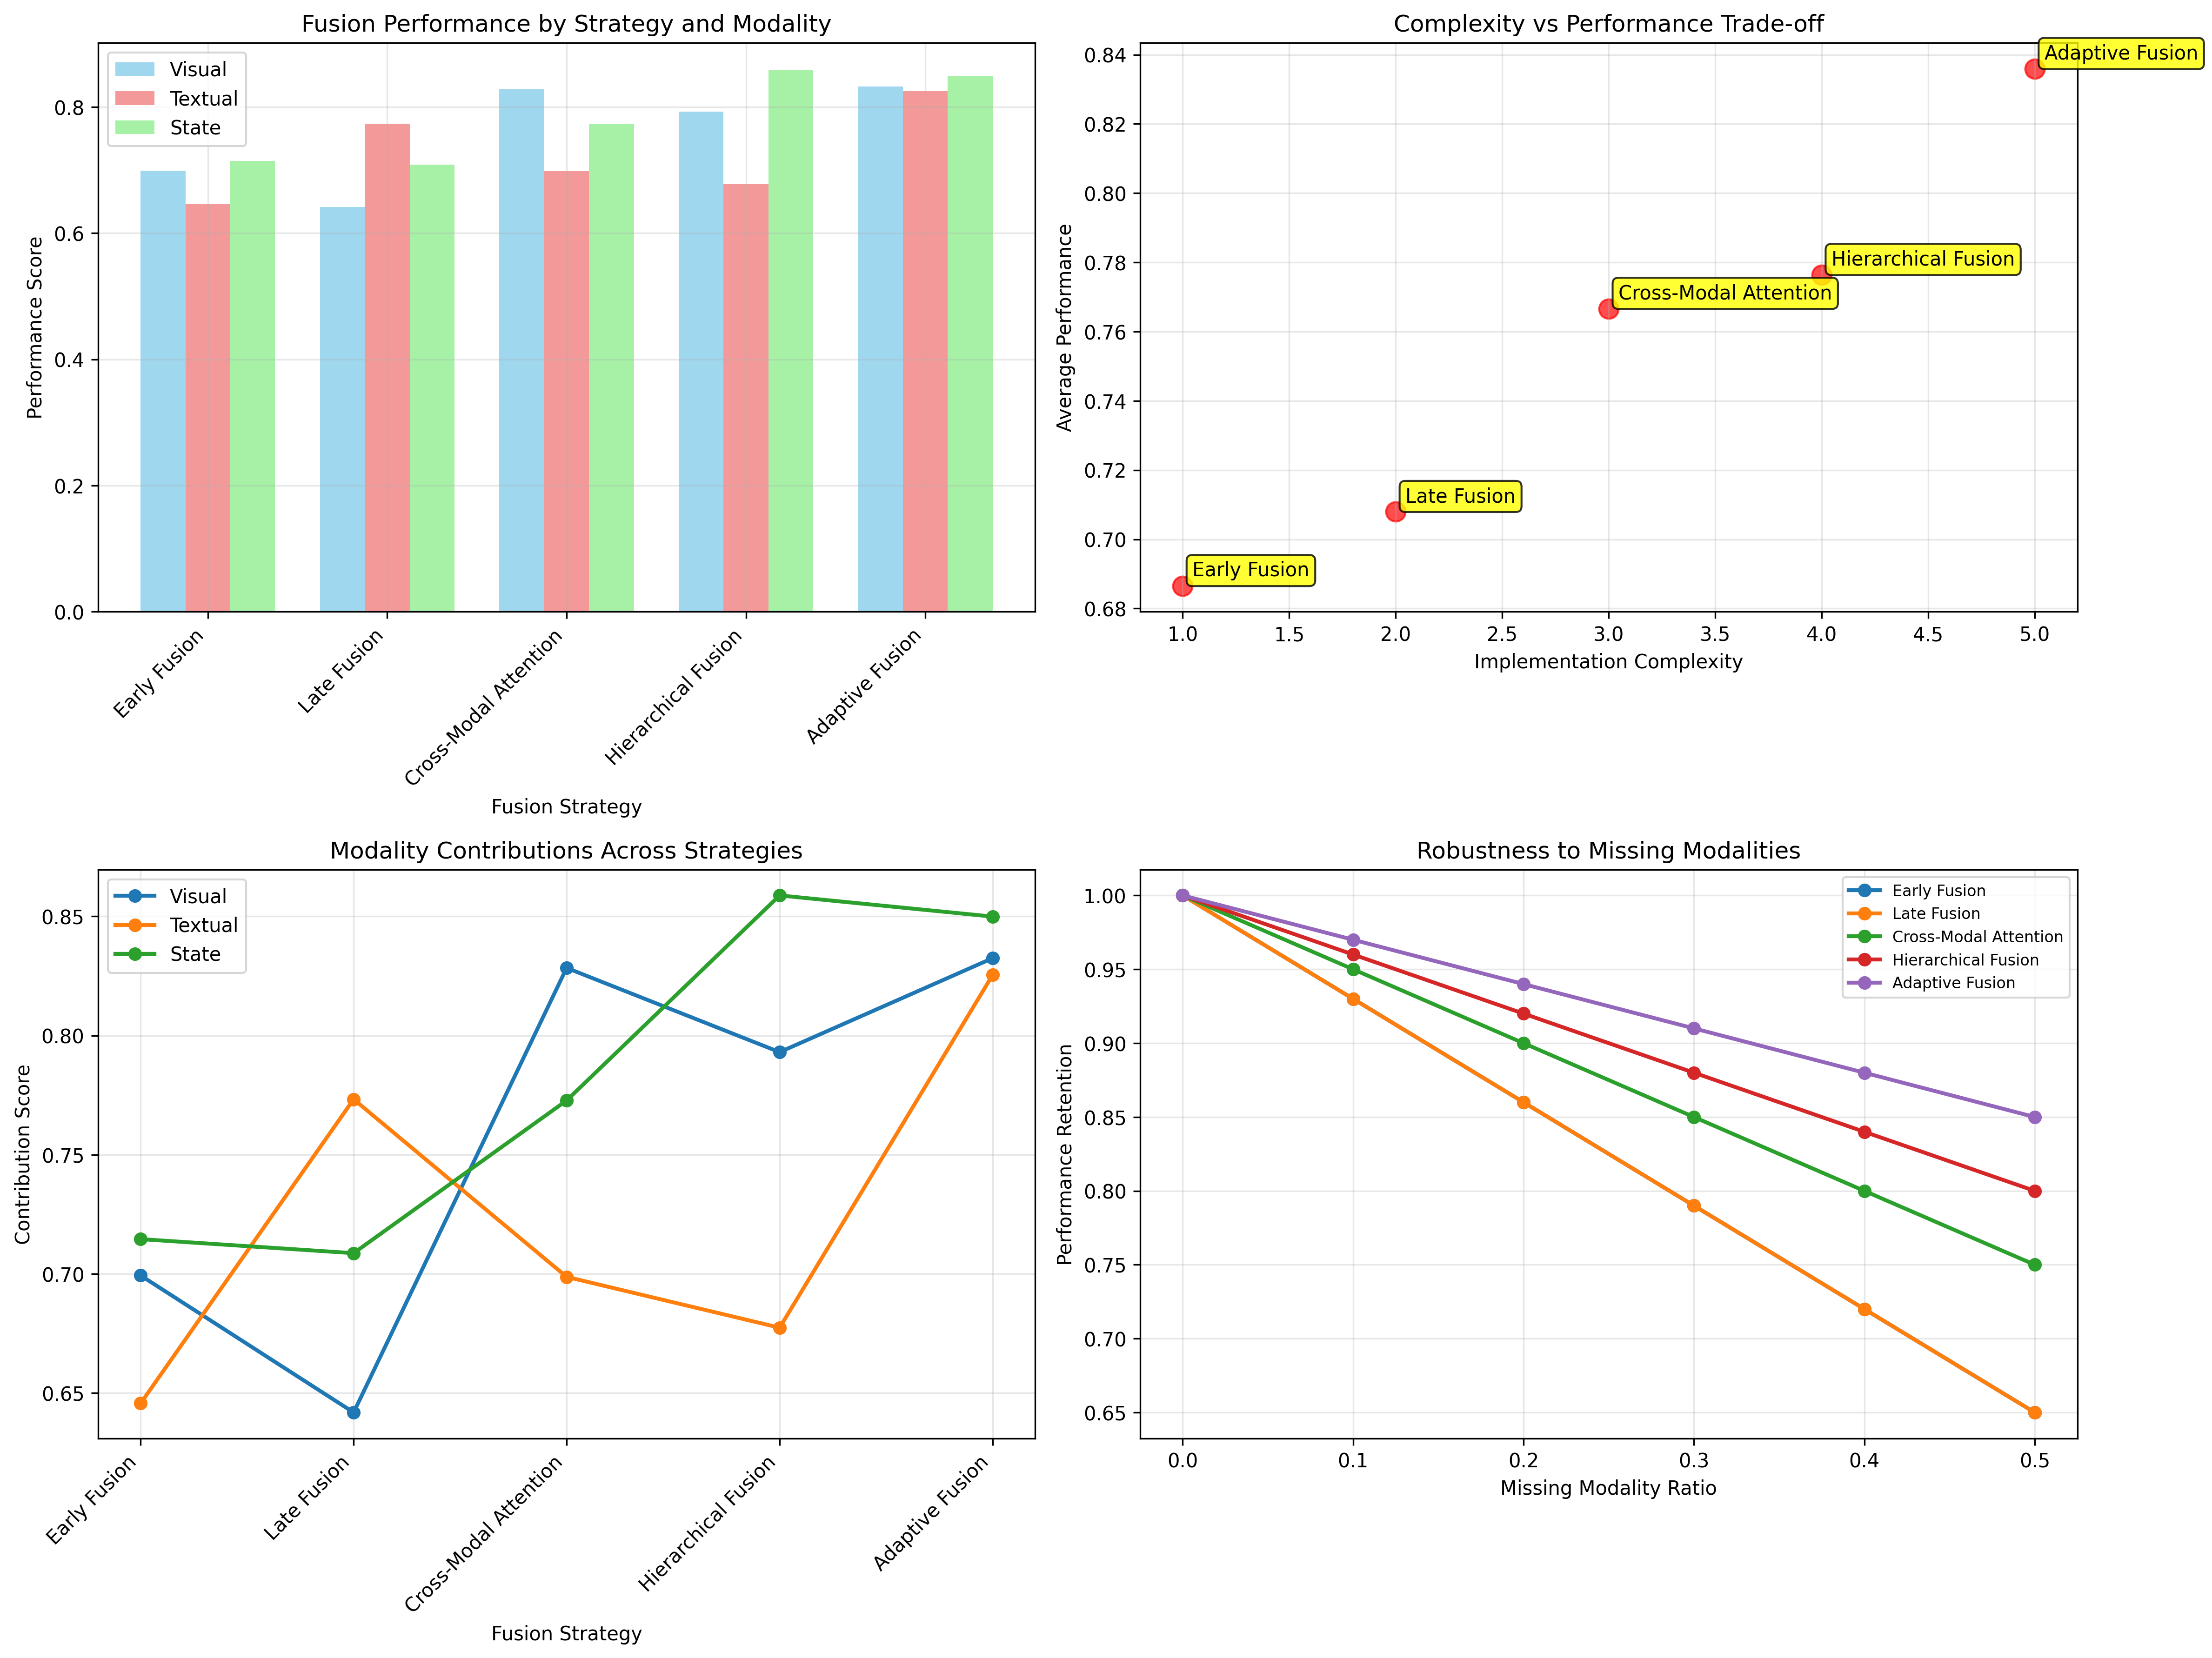 Fusion Performance by Strategy and Modality
Performance Score
0.8
0.6
0.4
0.2
0.0
Visual
Textual
State
Early Fusion
Late Fusion
Cross-Modal Attention
Hierarchical Fusion
Adaptive Fusion
Fusion Strategy
Complexity vs Performance Trade-off
Average Performance
0.84
0.82
0.80
0.78
0.76
0.74
0.72
0.70
0.68
Adaptive Fusion
Hierarchical Fusion
Cross-Modal Attention
Late Fusion
Early Fusion
1.0 1.5 2.0 2.5 3.0 3.5 4.0 4.5 5.0
Implementation Complexity
Modality Contributions Across Strategies
Contribution Score
0.85
0.80
0.75
0.70
0.65
Visual
Textual
State
Early Fusion
Late Fusion
Cross-Modal Attention
Hierarchical Fusion
Adaptive Fusion
Fusion Strategy
Robustness to Missing Modalities
Performance Retention
1.00
0.95
0.90
0.85
0.80
0.75
0.70
0.65
Early Fusion
Late Fusion
Cross-Modal Attention
Hierarchical Fusion
Adaptive Fusion
0.0 0.1 0.2 0.3 0.4 0.5
Missing Modality Ratio